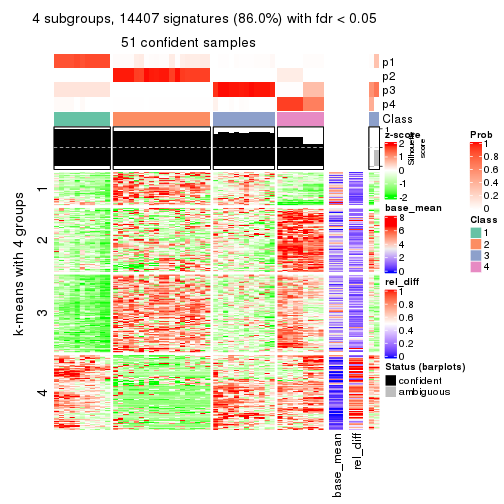 4 subgroups, 14407 signatures (86.0%) with fdr < 0.05
51 confident samples
p1
p2
p3
p4
Class
1
0
Silhouette
score
k-means with 4 groups
1
2
3
4
base_mean
rel_diff
z-score
2
1
0
-1
-2
base_mean
8
6
4
2
0
rel_diff
1
0.8
0.6
0.4
0.2
0
Status (barplots)
confident
ambiguous
Prob
1
0.8
0.6
0.4
0.2
0
Class
1
2
3
4